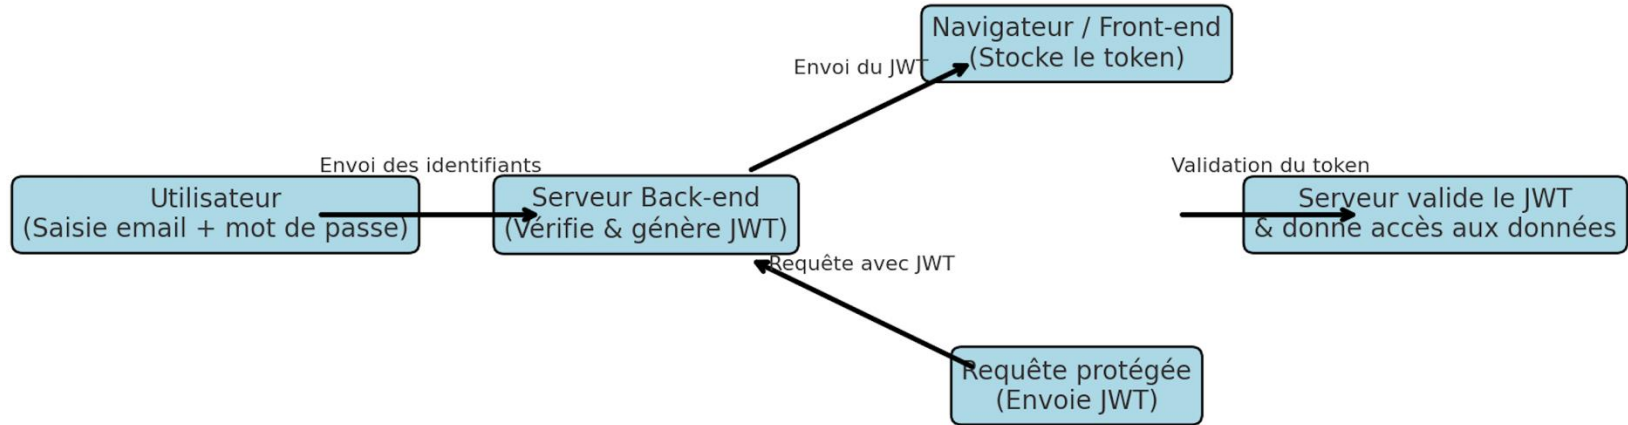 Navigateur / Front-end
(Stocke le token)
Envoi du JWT
Envoi des identifiants
Validation du token
Utilisateur
(Saisie email + mot de passe)
Serveur Back-end
(Vérifie & génère JWT)
Serveur valide le JWT
& donne accès aux données
Requête avec JWT
Requête protégée
(Envoie JWT)